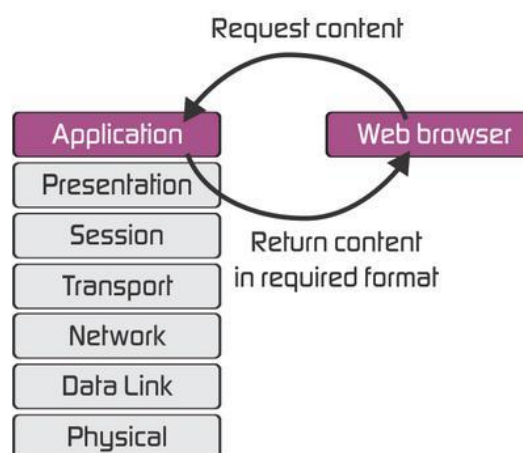 Request content
Application
Web browser
Presentation
Session
Return content
in required format
Transport
Network
Data Link
Physical